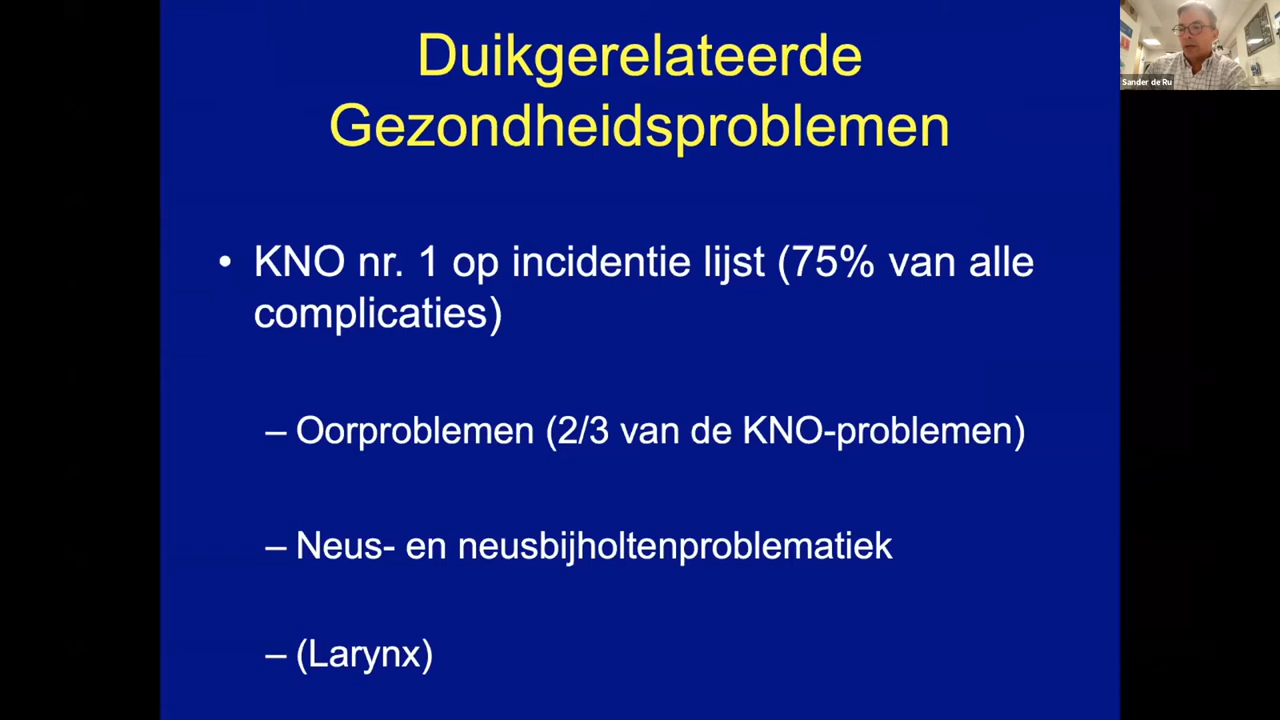 Duikgerelateerde
Gezondheidsproblemen
• KNO nr. 1 op incidentie lijst (75% van alle
complicaties)
– Oorproblemen (2/3 van de KNO-problemen)
– Neus- en neusbijholtenproblematiek
– (Larynx)
Sander de Ru